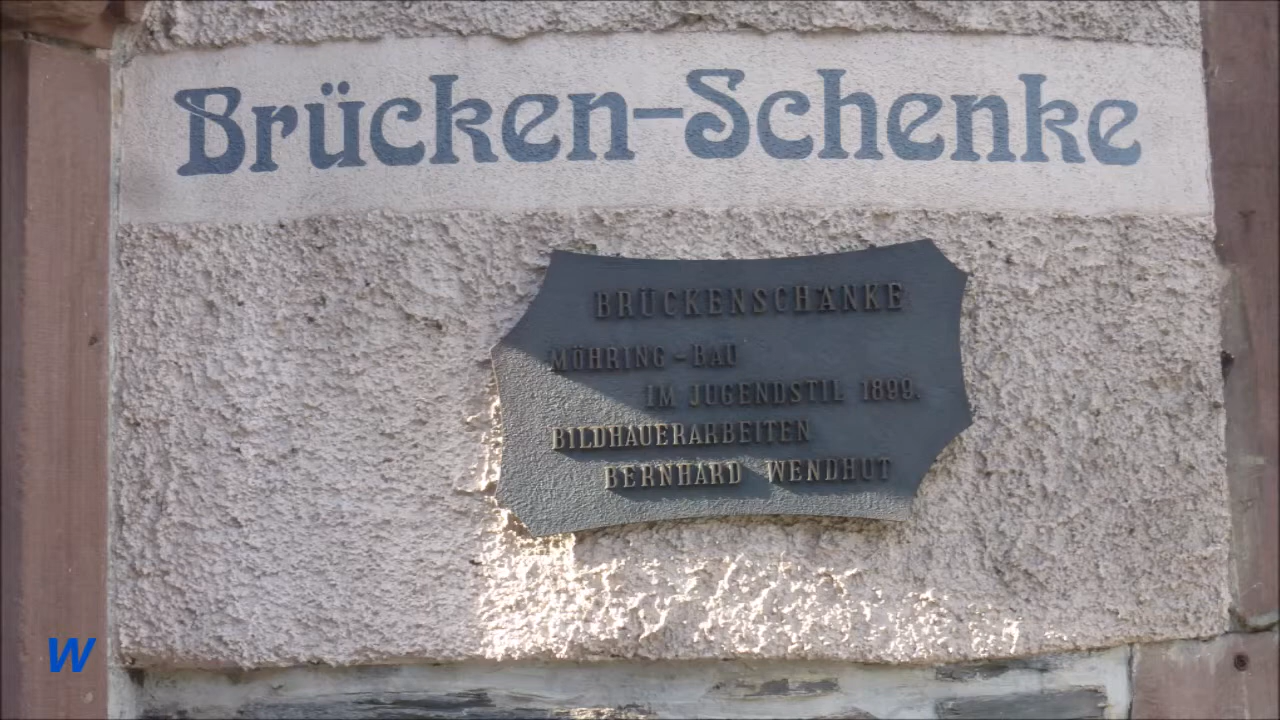 Brücken-Schenke
BRÜCKENSCHÄNKE
MÖHRING-BAU
IM JUGENDSTIL 1899.
BILDHAUERARBEITEN
BERNHARD WENDHUT
W